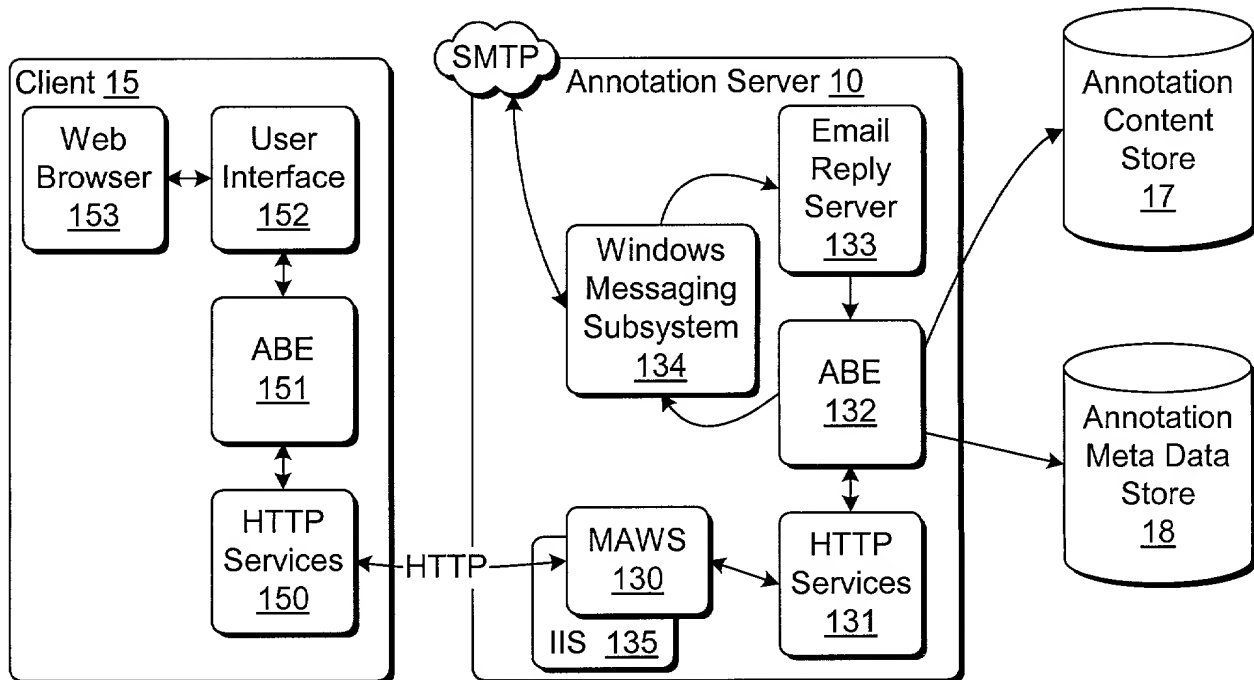 Client 15
Web
Browser
153
User
Interface
152
ABE
151
HTTP
Services
150
HTTP
SMTP
Annotation Server 10
Email
Reply
Server
133
Windows
Messaging
Subsystem
134
ABE
132
MAWS
130
IIS 135
HTTP
Services
131
Annotation
Content
Store
17
Annotation
Meta Data
Store
18